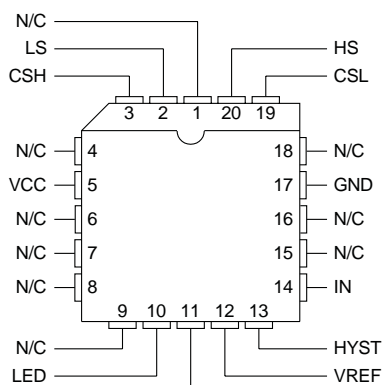 N/C
LS HS
CSH CSL
3 2 1 20 19
N/C 4 18 N/C
VCC 5 17 GND
N/C 6 16 N/C
N/C 7 15 N/C
N/C 8 14 IN
9 10 11 12 13
N/C HYST
LED VREF